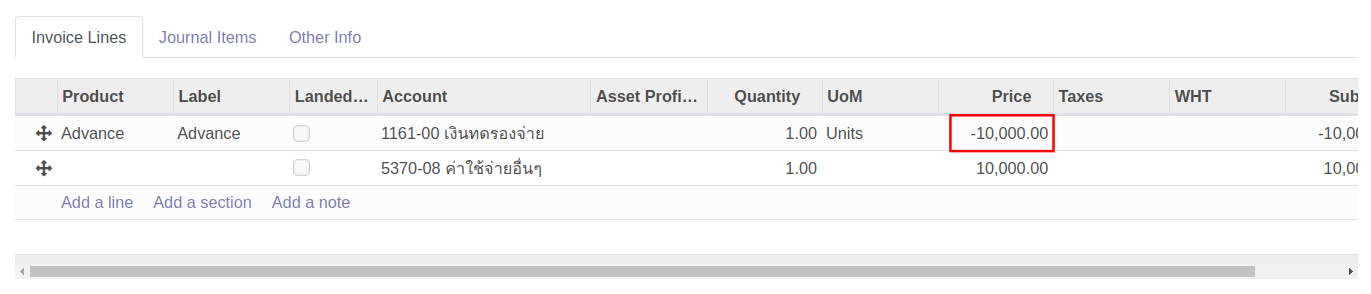 Invoice Lines Journal Items Other Info
Product Label Landed... Account Asset Profi... Quantity UoM Price Taxes WHT Sub
Advance Advance 1161-00 เงินทดรองจ่าย 1.00 Units -10,000.00 -10,0
5370-08 ค่าใช้จ่ายอื่นๆ 1.00 10,000.00 10,00
Add a line Add a section Add a note